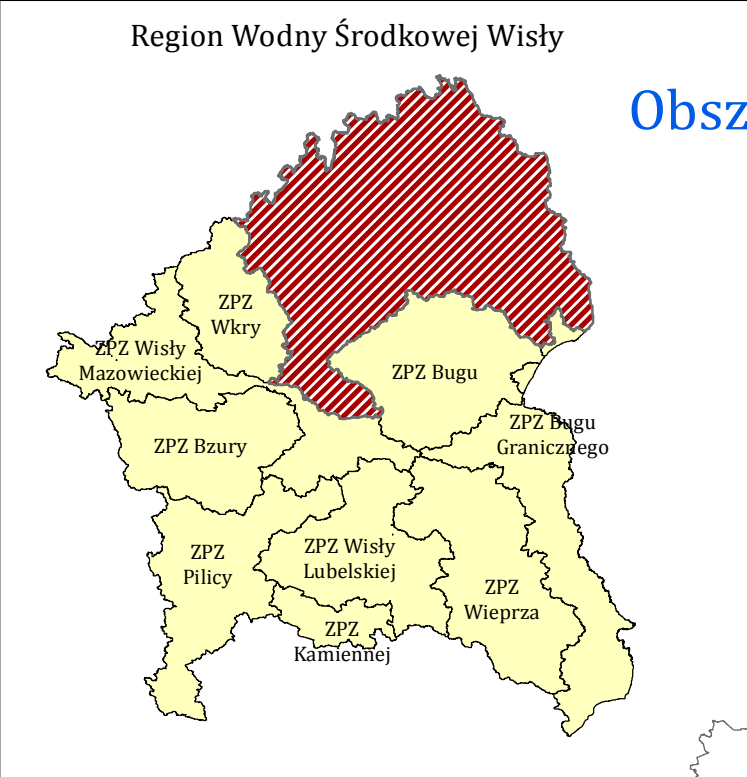 Region Wodny Środkowej Wisły
Obsz
ZPZ
Wkry
ZPZ Wisły
Mazowieckiej
ZPZ Bugu
ZPZ Bugu
Granicznego
ZPZ Bzury
ZPZ
Pilicy
ZPZ Wisły
Lubelskiej
ZPZ
Wieprza
ZPZ
Kamiennej